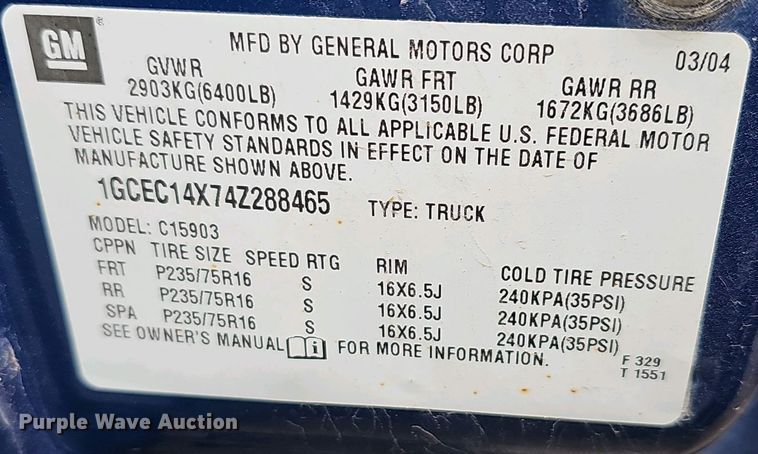 GM
®
MFD BY GENERAL MOTORS CORP 03/04
GVWR GAWR FRT GAWR RR
2903KG(6400LB) 1429KG(3150LB) 1672KG(3686LB)
THIS VEHICLE CONFORMS TO ALL APPLICABLE U.S. FEDERAL MOTOR
VEHICLE SAFETY STANDARDS IN EFFECT ON THE DATE OF
MANUFACTURE SHOWN ABOVE.
1GCEC14X74Z288465 TYPE: TRUCK
MODEL: C15903
CPPN TIRE SIZE SPEED RTG RIM COLD TIRE PRESSURE
FRT P235/75R16 S 16X6.5J 240KPA(35PSI)
RR P235/75R16 S 16X6.5J 240KPA(35PSI)
SPA P235/75R16 S 16X6.5J 240KPA(35PSI)
SEE OWNER'S MANUAL i FOR MORE INFORMATION.
F 329
T 1551
Purple Wave Auction